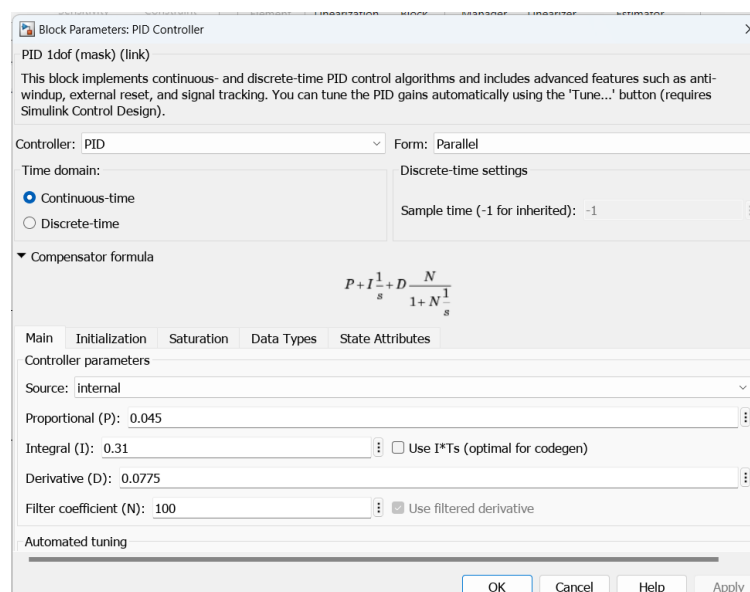 Linearization Block Manager Linearizer Estimator
Block Parameters: PID Controller
PID 1dof (mask) (link)
This block implements continuous- and discrete-time PID control algorithms and includes advanced features such as anti-
windup, external reset, and signal tracking. You can tune the PID gains automatically using the 'Tune...' button (requires
Simulink Control Design).
Controller: PID Form: Parallel
Time domain:
Discrete-time settings
Continuous-time
Discrete-time
Sample time (-1 for inherited): -1
Compensator formula
P + I 1/s + D N/(1 + N 1/s)
Main Initialization Saturation Data Types State Attributes
Controller parameters
Source: internal
Proportional (P): 0.045
Integral (I): 0.31 Use I*Ts (optimal for codegen)
Derivative (D): 0.0775
Filter coefficient (N): 100 Use filtered derivative
Automated tuning
OK Cancel Help Apply